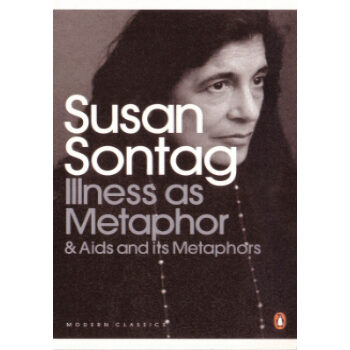 Susan
Sontag
Illness as
Metaphor
& Aids and its Metaphors
MODERN CLASSICS